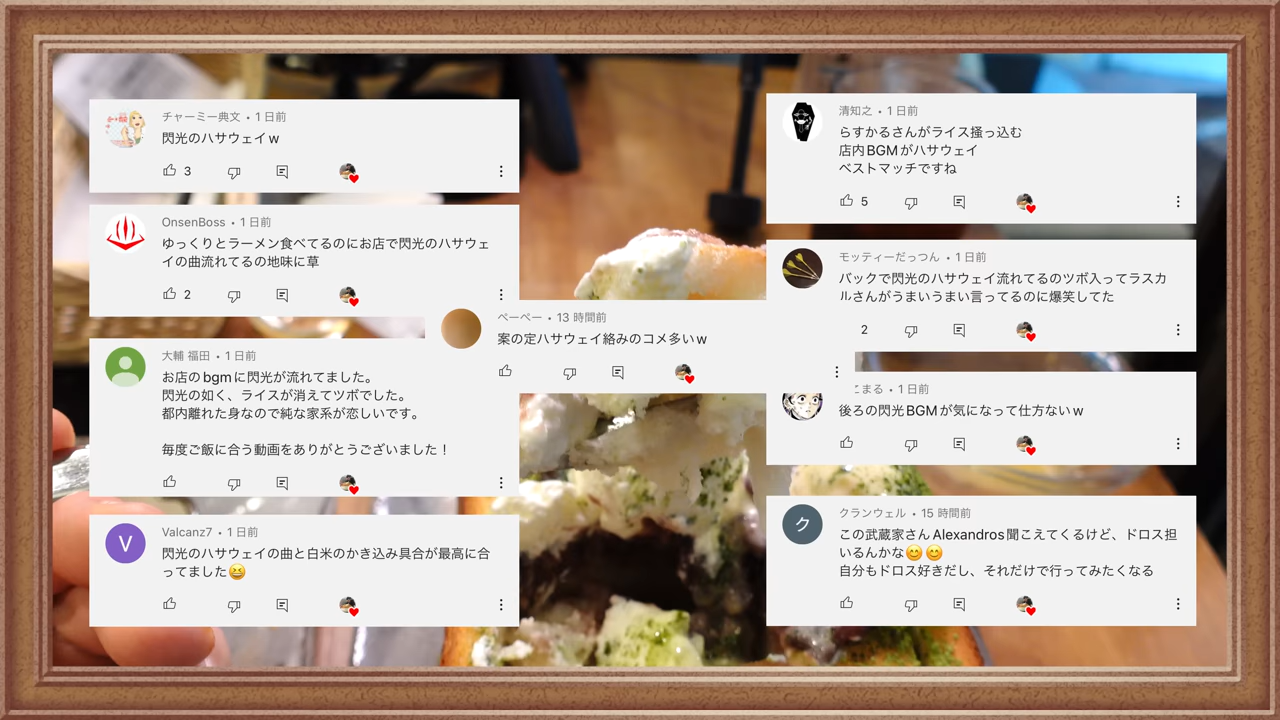 チャーミー典文・1日前
閃光のハサウェイw
3
OnsenBoss・1日前
ゆっくりとラーメン食べてるのにお店で閃光のハサウェ
イの曲流れてるの地味に草
2
大輔 福田・1日前
お店のbgmに閃光が流れてました。
閃光の如く、ライスが消えてツボでした。
都内離れた身なので純な家系が恋しいです。
毎度ご飯に合う動画をありがとうございました！
V
Valcanz7・1日前
閃光のハサウェイの曲と白米のかき込み具合が最高に合
ってました😆
ぺーぺー・13 時間前
案の定ハサウェイ絡みのコメ多いw
清知之・1日前
らすかるさんがライス掻っ込む
店内BGMがハサウェイ
ベストマッチですね
5
モッティーだっつん・1日前
バックで閃光のハサウェイ流れてるのツボ入ってラスカ
ルさんがうまいうまい言ってるのに爆笑してた
2
こまる・1日前
後ろの閃光BGMが気になって仕方ないw
ク
クランウェル・15 時間前
この武蔵家さんAlexandros聞こえてくるけど、ドロス担
いるんかな😊😊
自分もドロス好きだし、それだけで行ってみたくなる